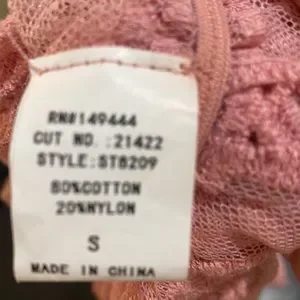 RN#149444
CUT NO.:21422
STYLE:ST8209
80%COTTON
20%NYLON
S
MADE IN CHINA